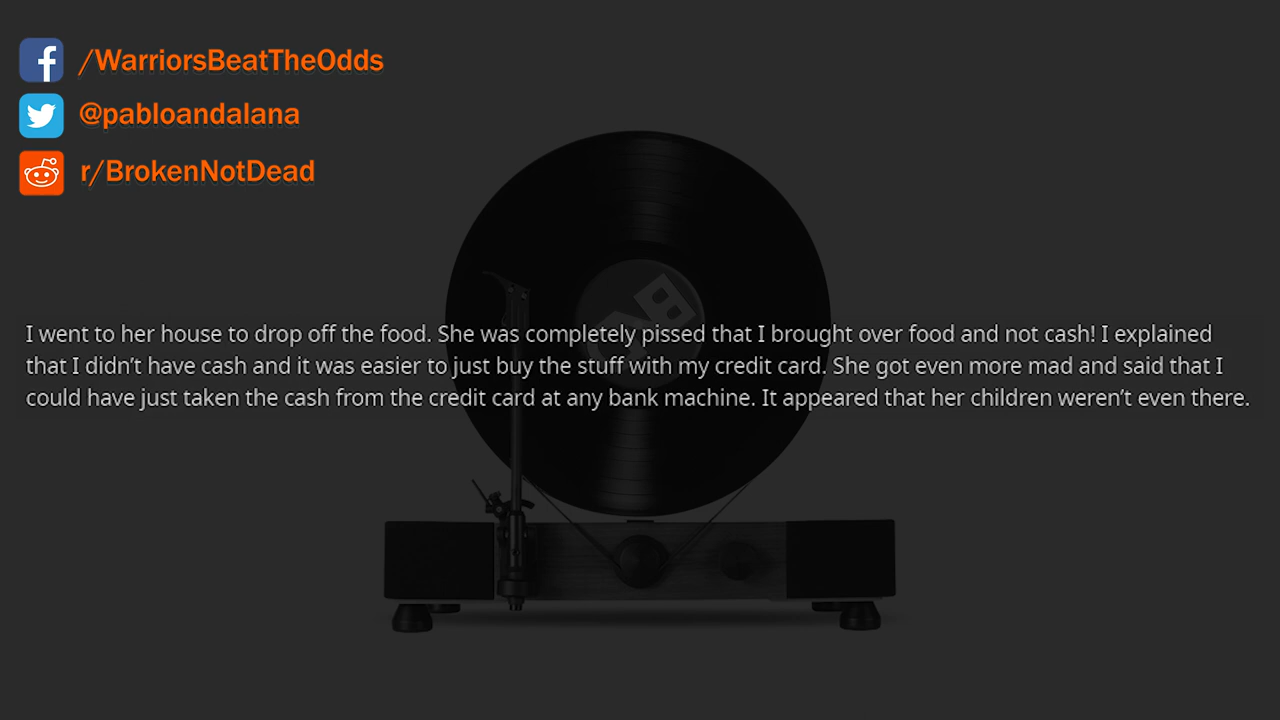 /WarriorsBeatTheOdds
@pabloandalana
r/BrokenNotDead
I went to her house to drop off the food. She was completely pissed that I brought over food and not cash! I explained
that I didn’t have cash and it was easier to just buy the stuff with my credit card. She got even more mad and said that I
could have just taken the cash from the credit card at any bank machine. It appeared that her children weren’t even there.